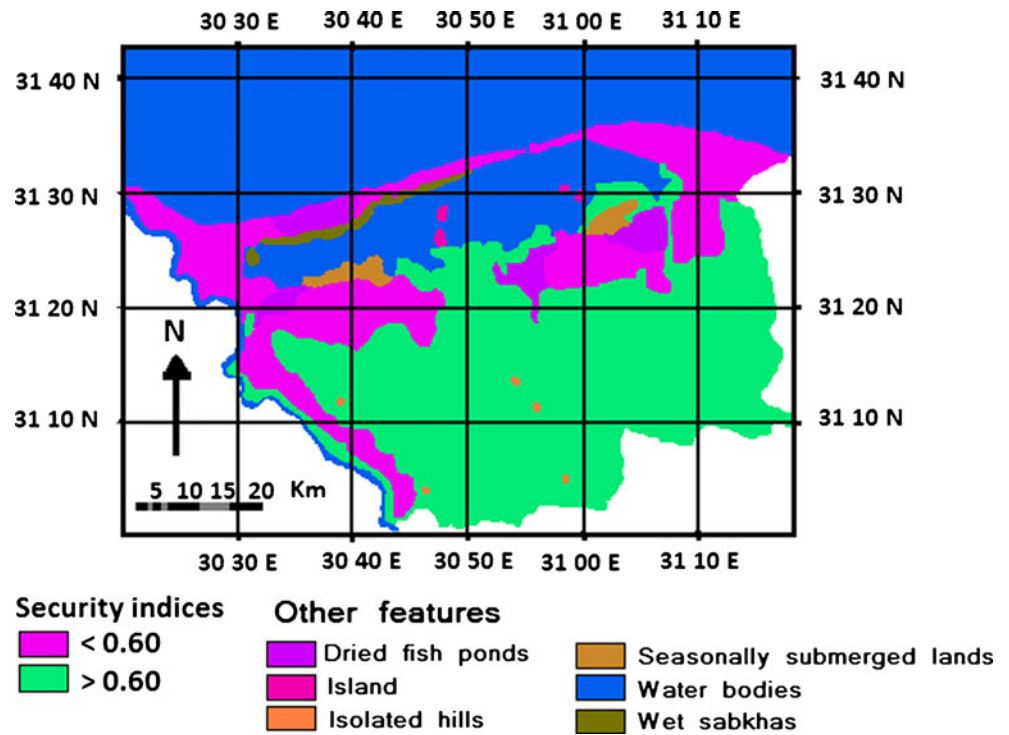 30 30 E 30 40 E 30 50 E 31 00 E 31 10 E
31 40 N 31 40 N
31 30 N 31 30 N
31 20 N 31 20 N
N
31 10 N 31 10 N
5 10 15 20 Km
30 30 E 30 40 E 30 50 E 31 00 E 31 10 E
Security indices Other features
< 0.60 Dried fish ponds Seasonally submerged lands
> 0.60 Island Water bodies
Isolated hills Wet sabkhas